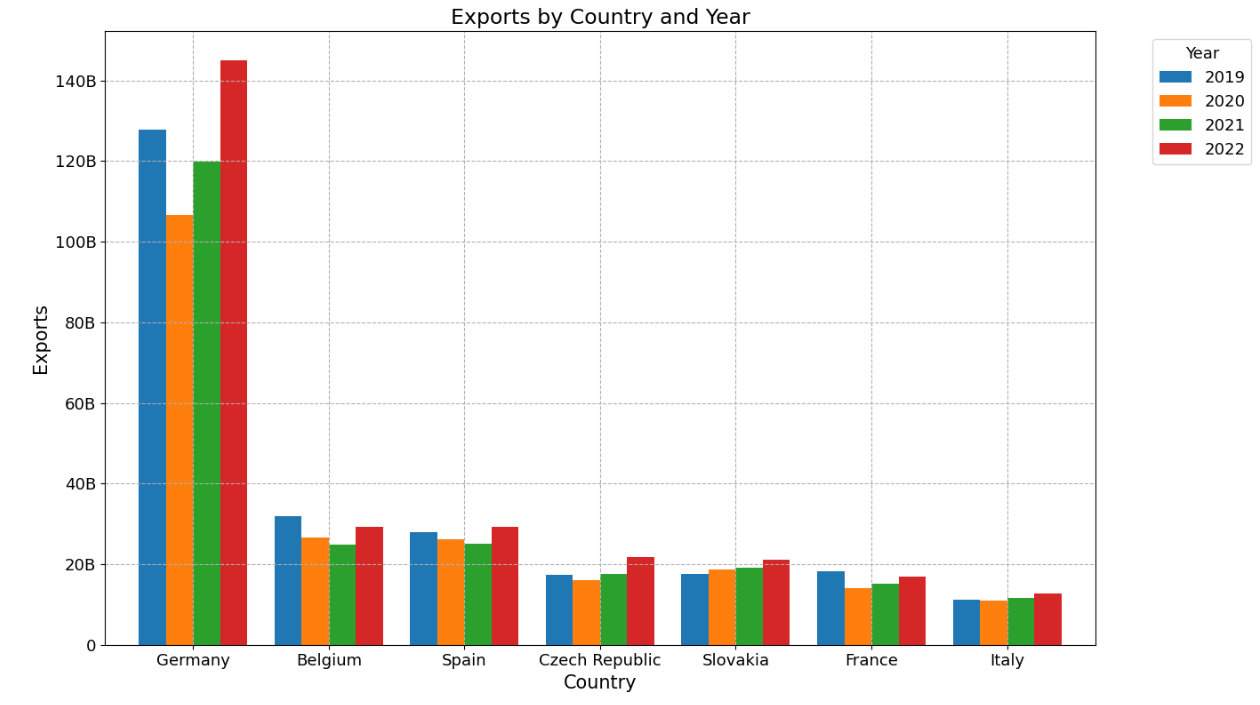 Exports by Country and Year
Year
2019
2020
2021
2022
140B
120B
100B
80B
60B
40B
20B
0
Exports
Germany Belgium Spain Czech Republic Slovakia France Italy
Country